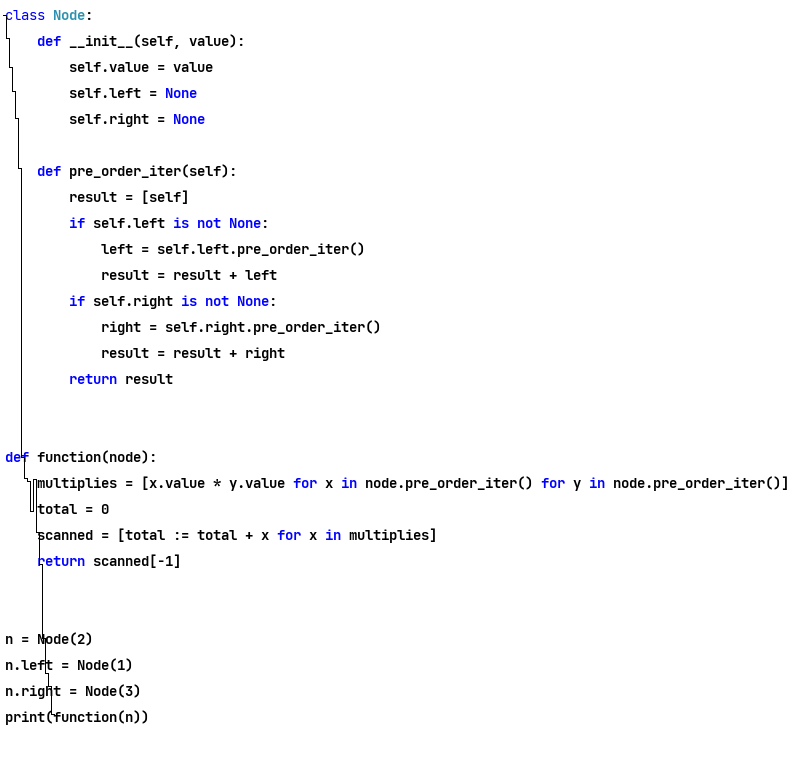 class Node:
    def __init__(self, value):
        self.value = value
        self.left = None
        self.right = None

    def pre_order_iter(self):
        result = [self]
        if self.left is not None:
            left = self.left.pre_order_iter()
            result = result + left
        if self.right is not None:
            right = self.right.pre_order_iter()
            result = result + right
        return result


def function(node):
    multiplies = [x.value * y.value for x in node.pre_order_iter() for y in node.pre_order_iter()]
    total = 0
    scanned = [total := total + x for x in multiplies]
    return scanned[-1]


n = Node(2)
n.left = Node(1)
n.right = Node(3)
print(function(n))